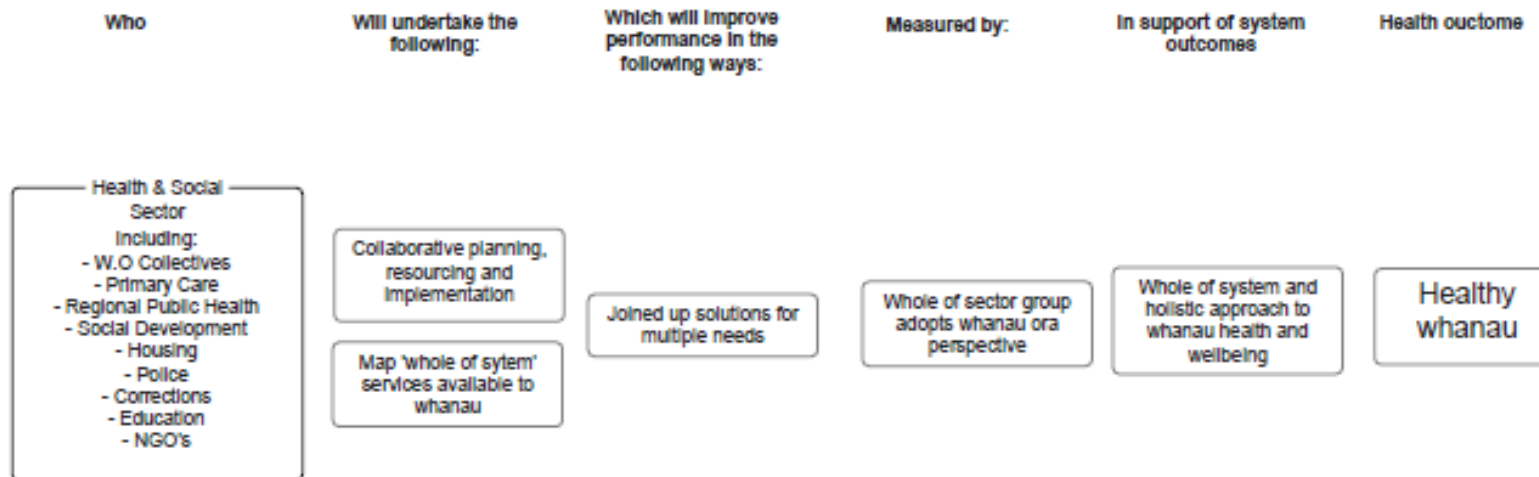 Who
Will undertake the
following:
Which will improve
performance in the
following ways:
Measured by:
In support of system
outcomes
Health ouctome
Health & Social
Sector
Including:
- W.O Collectives
- Primary Care
- Regional Public Health
- Social Development
- Housing
- Police
- Corrections
- Education
- NGO's
Collaborative planning,
resourcing and
implementation
Map 'whole of sytem'
services available to
whanau
Joined up solutions for
multiple needs
Whole of sector group
adopts whanau ora
perspective
Whole of system and
holistic approach to
whanau health and
wellbeing
Healthy
whanau